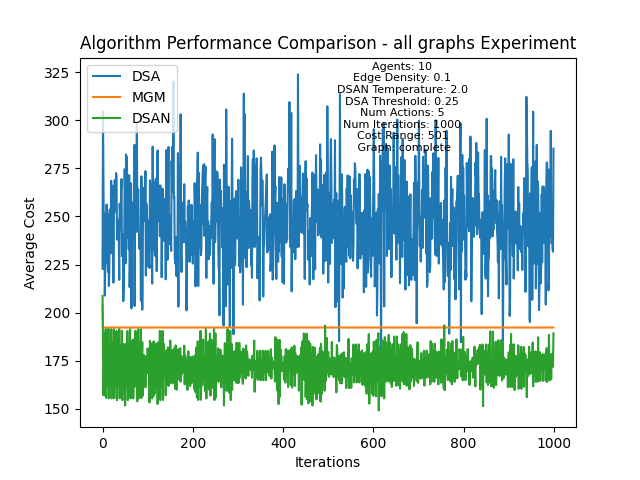 Algorithm Performance Comparison - all graphs Experiment
325
300
275
250
225
200
175
150
Average Cost
DSA
MGM
DSAN
Agents: 10
Edge Density: 0.1
DSAN Temperature: 2.0
DSA Threshold: 0.25
Num Actions: 5
Num Iterations: 1000
Cost Range: 501
Graph: complete
0
200
400
600
800
1000
Iterations